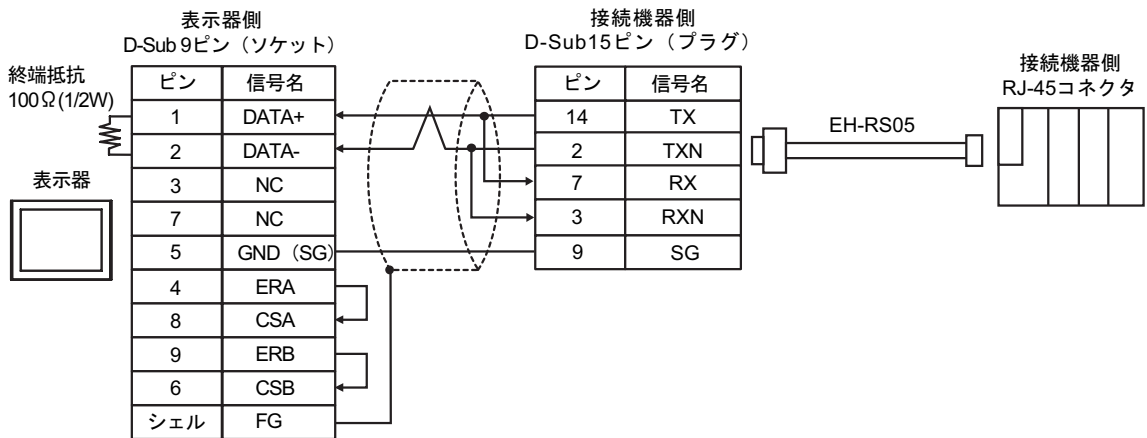 表示器側
D-Sub 9ピン（ソケット）
終端抵抗
100Ω(1/2W)
表示器
ピン 信号名
1 DATA+
2 DATA-
3 NC
7 NC
5 GND（SG）
4 ERA
8 CSA
9 ERB
6 CSB
シェル FG
接続機器側
D-Sub15ピン（プラグ）
ピン 信号名
14 TX
2 TXN
7 RX
3 RXN
9 SG
EH-RS05
接続機器側
RJ-45コネクタ